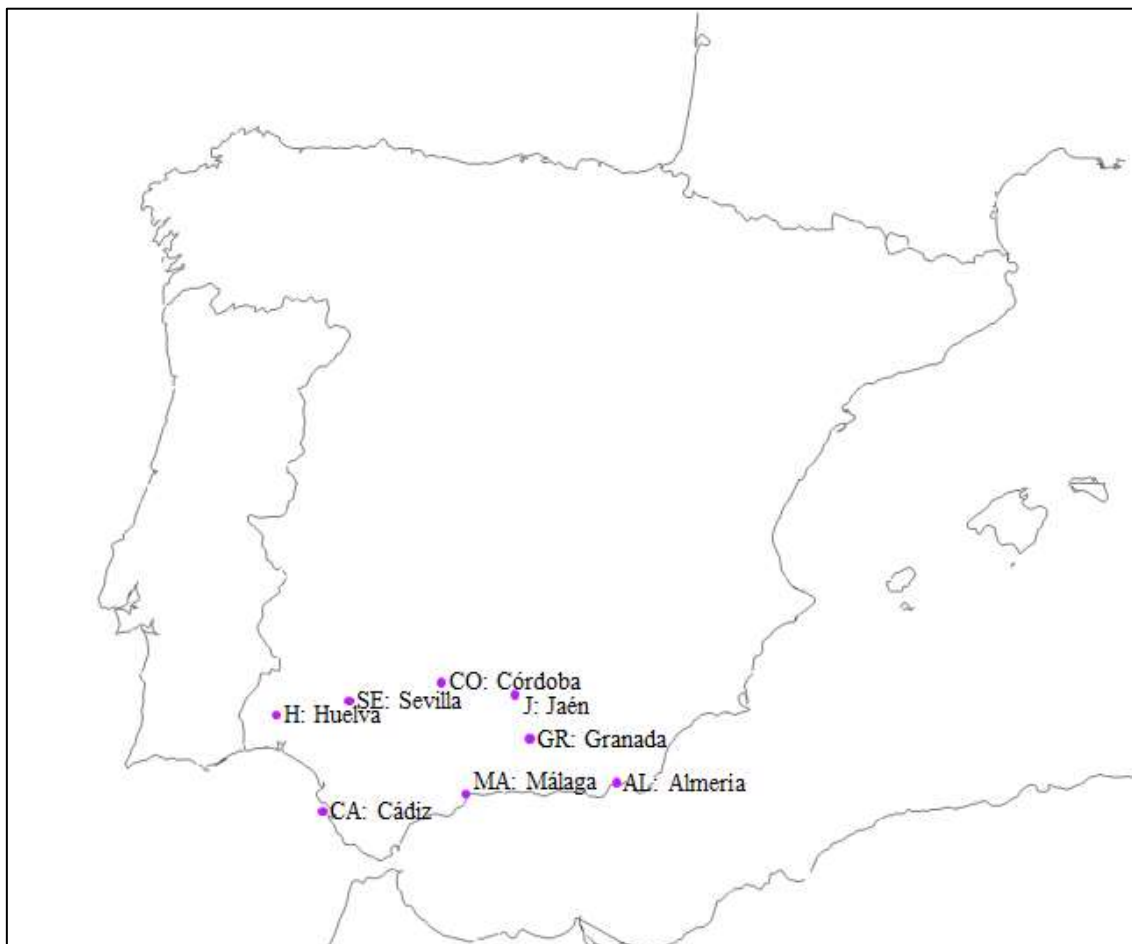 CO: Córdoba
SE: Sevilla
J: Jaén
H: Huelva
GR: Granada
MA: Málaga
AL: Almeria
CA: Cádiz